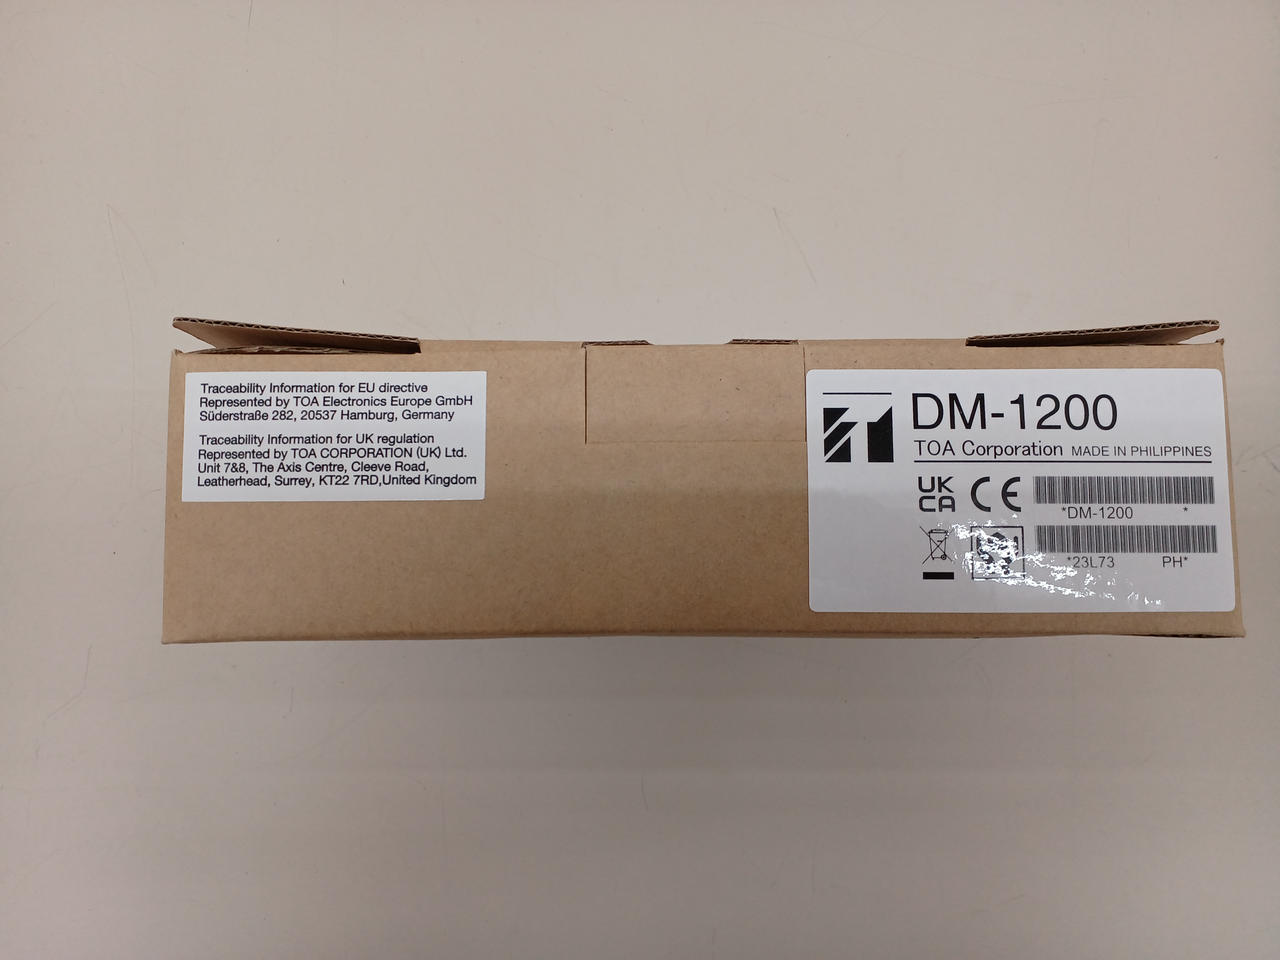 Traceability Information for EU directive
Represented by TOA Electronics Europe GmbH
Süderstraße 282, 20537 Hamburg, Germany
Traceability Information for UK regulation
Represented by TOA CORPORATION (UK) Ltd.
Unit 7&8, The Axis Centre, Cleeve Road,
Leatherhead, Surrey, KT22 7RD,United Kingdom
DM-1200
TOA Corporation MADE IN PHILIPPINES
UK
CA CE
*DM-1200 *
*23L73 PH*